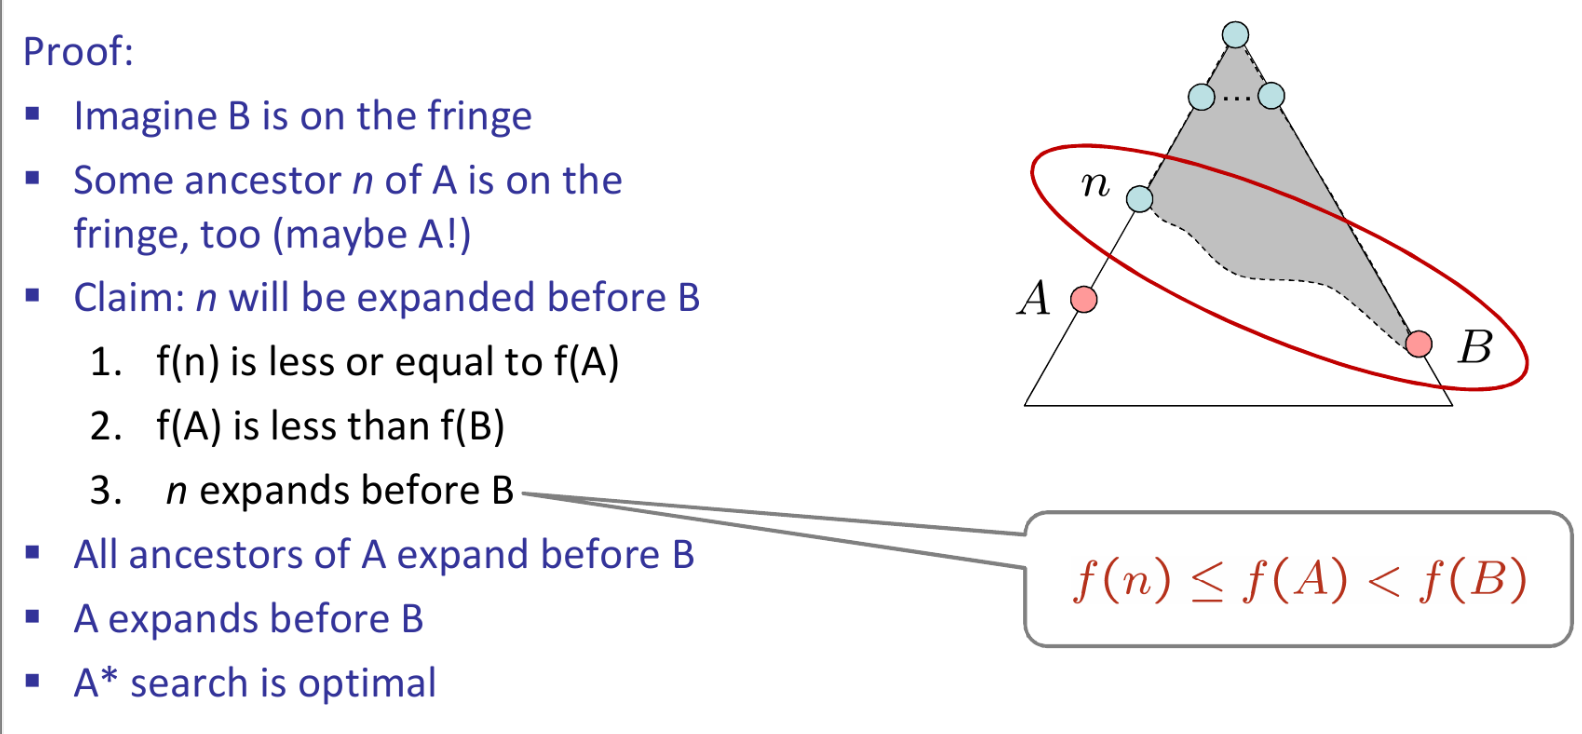 Proof:
▪ Imagine B is on the fringe
▪ Some ancestor n of A is on the
fringe, too (maybe A!)
▪ Claim: n will be expanded before B
1. f(n) is less or equal to f(A)
2. f(A) is less than f(B)
3. n expands before B
▪ All ancestors of A expand before B
▪ A expands before B
▪ A* search is optimal
...
n
A
B
f(n) ≤ f(A) < f(B)